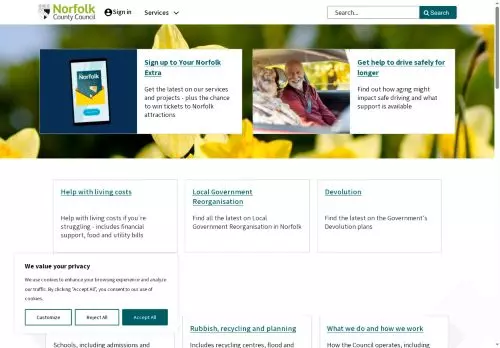 Norfolk
County Council
Sign in
Services
Search...
Search
Norfolk
Sign up to Your Norfolk
Extra
Get the latest on our services
and projects - plus the chance
to win tickets to Norfolk
attractions
Get help to drive safely for
longer
Find out how aging might
impact safe driving and what
support is available
Help with living costs
Help with living costs if you're
struggling - includes financial
support, food and utility bills
Local Government
Reorganisation
Find all the latest on Local
Government Reorganisation in Norfolk
Devolution
Find the latest on the Government's
Devolution plans
We value your privacy
We use cookies to enhance your browsing experience and analyze
our traffic. By clicking "Accept All", you consent to our use of
cookies.
Customize
Reject All
Accept All
Schools, including admissions and
Rubbish, recycling and planning
Includes recycling centres, flood and
What we do and how we work
How the Council operates, including